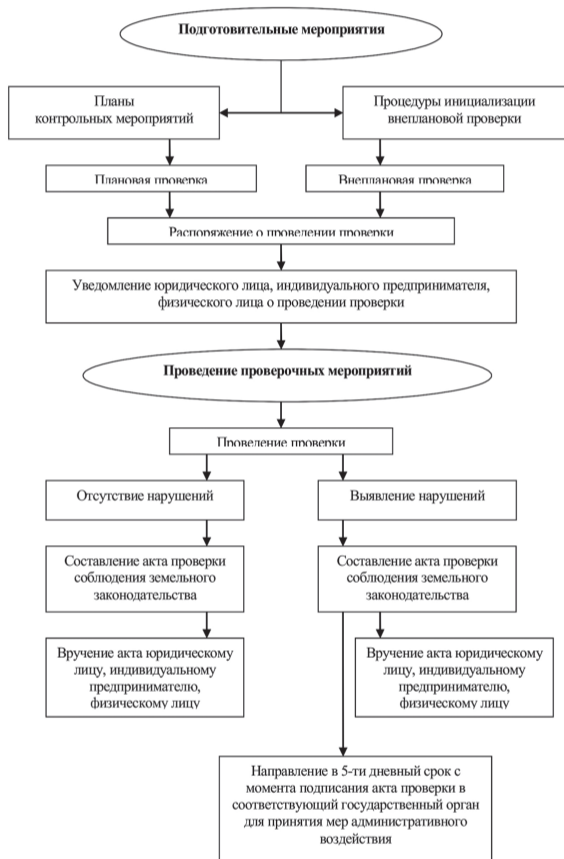 Подготовительные мероприятия
Планы
контрольных мероприятий
Процедуры инициализации
внеплановой проверки
Плановая проверка
Внеплановая проверка
Распоряжение о проведении проверки
Уведомление юридического лица, индивидуального предпринимателя,
физического лица о проведении проверки
Проведение проверочных мероприятий
Проведение проверки
Отсутствие нарушений
Выявление нарушений
Составление акта проверки
соблюдения земельного
законодательства
Составление акта проверки
соблюдения земельного
законодательства
Вручение акта юридическому
лицу, индивидуальному
предпринимателю,
физическому лицу
Вручение акта юридическому
лицу, индивидуальному
предпринимателю,
физическому лицу
Направление в 5-ти дневный срок с
момента подписания акта проверки в
соответствующий государственный орган
для принятия мер административного
воздействия